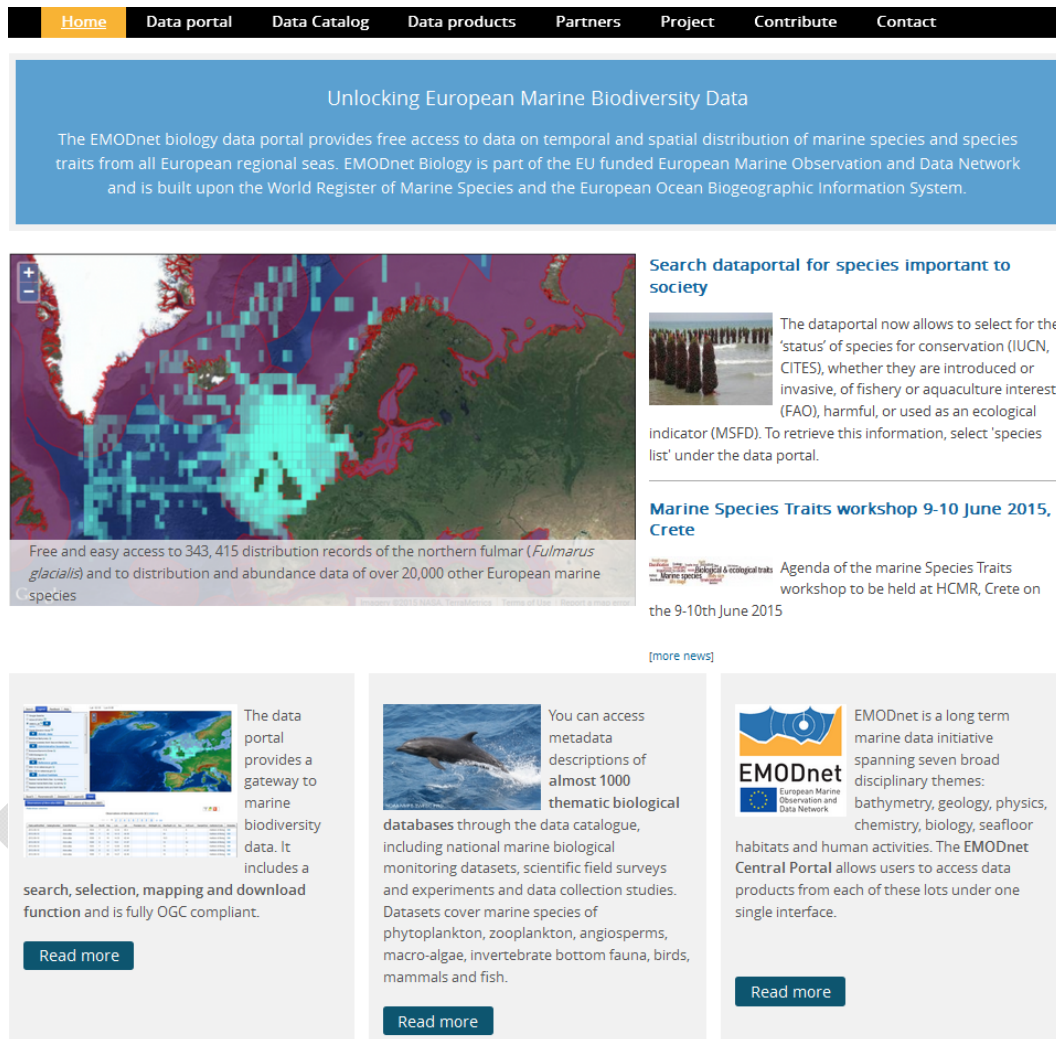 Home Data portal Data Catalog Data products Partners Project Contribute Contact
Unlocking European Marine Biodiversity Data
The EMODnet biology data portal provides free access to data on temporal and spatial distribution of marine species and species
traits from all European regional seas. EMODnet Biology is part of the EU funded European Marine Observation and Data Network
and is built upon the World Register of Marine Species and the European Ocean Biogeographic Information System.
+
−
Free and easy access to 343, 415 distribution records of the northern fulmar (Fulmarus
glacialis) and to distribution and abundance data of over 20,000 other European marine
species
Imagery ©2015 NASA, TerraMetrics Terms of Use Report a map error
Search dataportal for species important to
society
The dataportal now allows to select for the
‘status’ of species for conservation (IUCN,
CITES), whether they are introduced or
invasive, of fishery or aquaculture interest
(FAO), harmful, or used as an ecological
indicator (MSFD). To retrieve this information, select 'species
list' under the data portal.
Marine Species Traits workshop 9-10 June 2015,
Crete
Biological & ecological traits
Marine species
Agenda of the marine Species Traits
workshop to be held at HCMR, Crete on
the 9-10th June 2015
[more news]
The data
portal
provides a
gateway to
marine
biodiversity
data. It
includes a
search, selection, mapping and download
function and is fully OGC compliant.
Read more
You can access
metadata
descriptions of
almost 1000
thematic biological
databases through the data catalogue,
including national marine biological
monitoring datasets, scientific field surveys
and experiments and data collection studies.
Datasets cover marine species of
phytoplankton, zooplankton, angiosperms,
macro-algae, invertebrate bottom fauna, birds,
mammals and fish.
Read more
EMODnet
European Marine
Observation and
Data Network
EMODnet is a long term
marine data initiative
spanning seven broad
disciplinary themes:
bathymetry, geology, physics,
chemistry, biology, seafloor
habitats and human activities. The EMODnet
Central Portal allows users to access data
products from each of these lots under one
single interface.
Read more